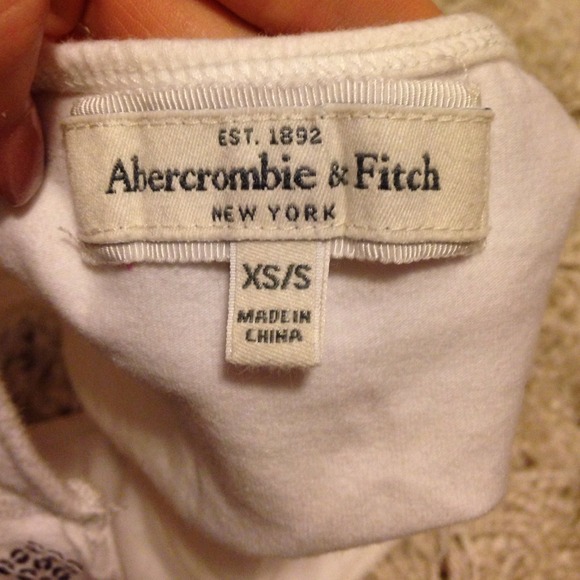 EST. 1892
Abercrombie & Fitch
NEW YORK
XS/S
MADE IN
CHINA